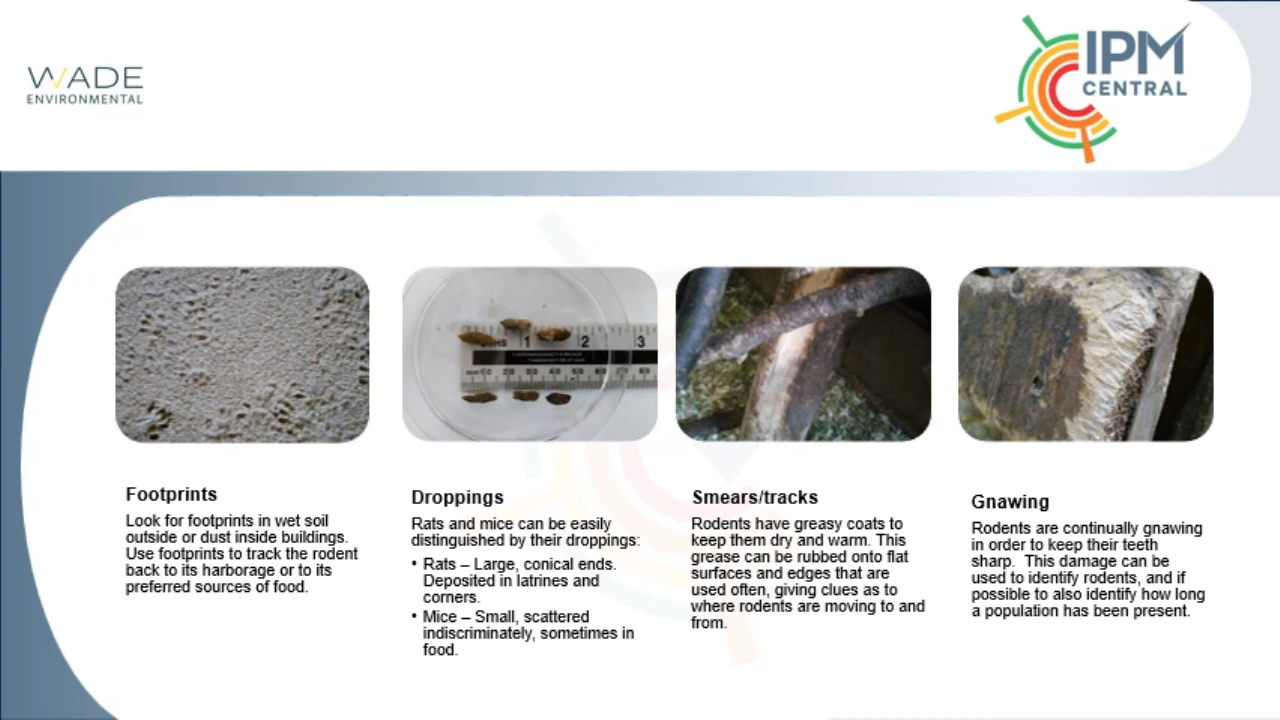 WADE
ENVIRONMENTAL
IPM
CENTRAL
1 2 3
Footprints
Look for footprints in wet soil
outside or dust inside buildings.
Use footprints to track the rodent
back to its harborage or to its
preferred sources of food.
Droppings
Rats and mice can be easily
distinguished by their droppings:
• Rats – Large, conical ends.
Deposited in latrines and
corners.
• Mice – Small, scattered
indiscriminately, sometimes in
food.
Smears/tracks
Rodents have greasy coats to
keep them dry and warm. This
grease can be rubbed onto flat
surfaces and edges that are
used often, giving clues as to
where rodents are moving to and
from.
Gnawing
Rodents are continually gnawing
in order to keep their teeth
sharp.  This damage can be
used to identify rodents, and if
possible to also identify how long
a population has been present.